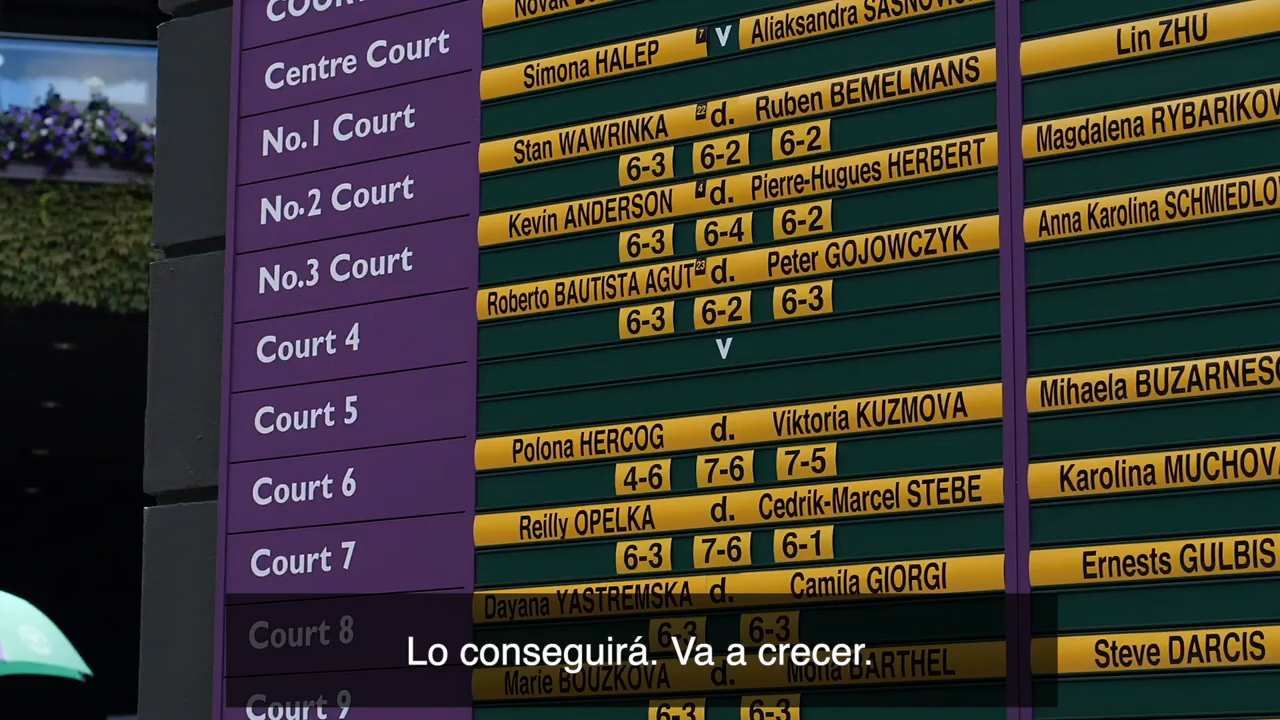 Centre Court
No.1 Court
No.2 Court
No.3 Court
Court 4
Court 5
Court 6
Court 7
Court 8
Court 9
Novak
Simona HALEP 7 v Aliaksandra
Stan WAWRINKA 22 d. Ruben BEMELMANS
6-3 6-2 6-2
Kevin ANDERSON 4 d. Pierre-Hugues HERBERT
6-3 6-4 6-2
Roberto BAUTISTA AGUT 23 d. Peter GOJOWCZYK
6-3 6-2 6-3
v
Polona HERCOG d. Viktoria KUZMOVA
4-6 7-6 7-5
Reilly OPELKA d. Cedrik-Marcel STEBE
6-3 7-6 6-1
Dayana YASTREMSKA d. Camila GIORGI
6-3 6-3
Marie BOUZKOVA d. Mona BARTHEL
6-3 6-3
Lin ZHU
Magdalena RYBARIKOV
Anna Karolina SCHMIEDLO
Mihaela BUZARNESC
Karolina MUCHOV
Ernests GULBIS
Steve DARCIS
Lo conseguirá. Va a crecer.